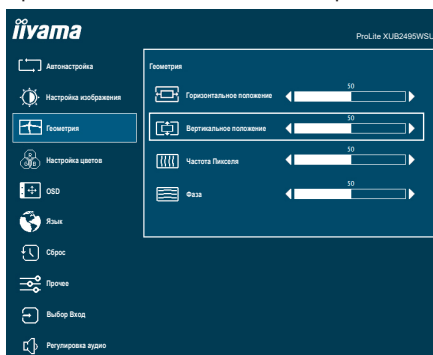 iiyama
ProLite XUB2495WSU
Автонастройка
Настройка изображения
Геометрия
Настройка цветов
R
G B
OSD
Язык
Сброс
Прочее
Выбор Вход
Регулировка аудио
Геометрия
Горизонтальное положение
50
Вертикальное положение
50
Частота Пикселя
50
Фаза
50